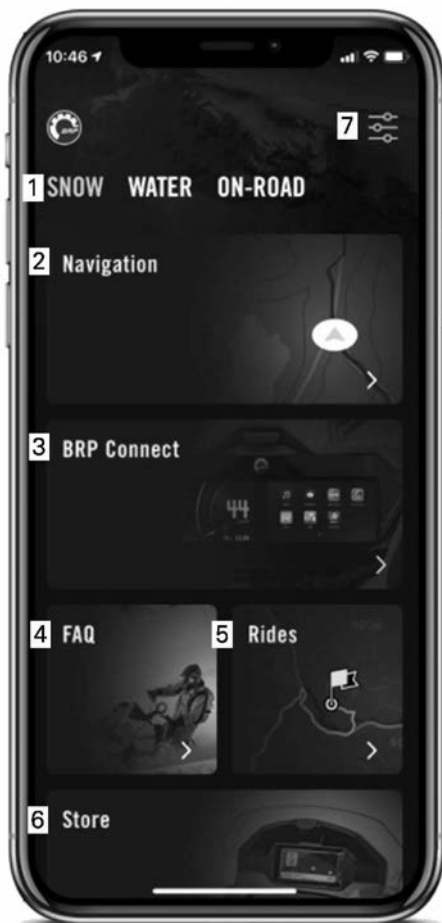 10:46
7
1 SNOW WATER ON-ROAD
2 Navigation
3 BRP Connect
44
4 FAQ
5 Rides
6 Store